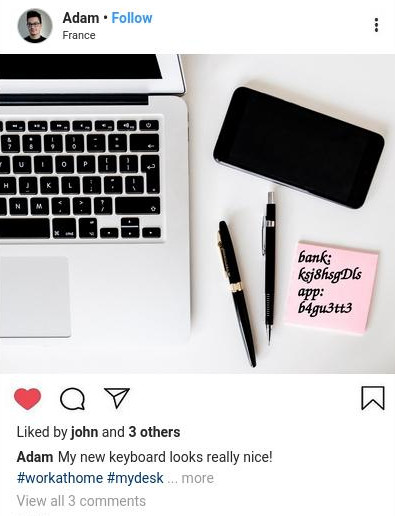 Adam • Follow
France
U I O P
H J K L
N M
bank:
ksj8hsgDls
app:
b4gu3tt3
Liked by john and 3 others
Adam My new keyboard looks really nice!
#workathome #mydesk ... more
View all 3 comments